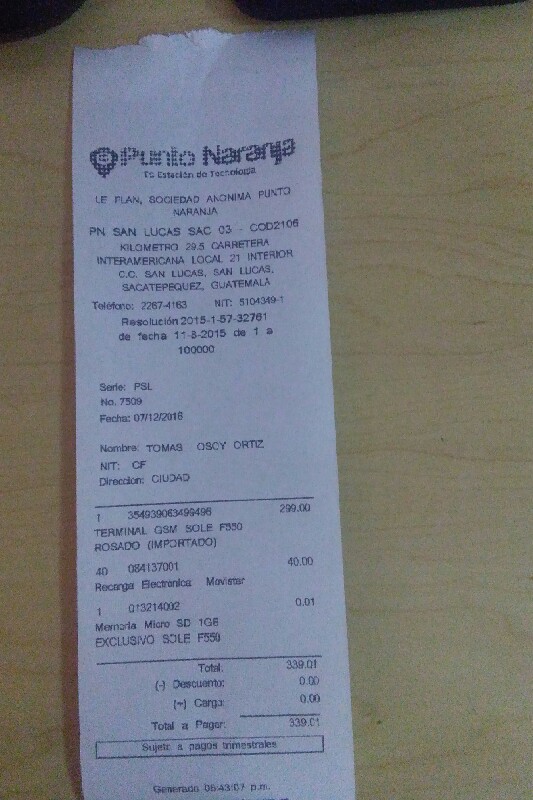 Punto Naranja
Tu Estación de Tecnología
LE PLAN, SOCIEDAD ANONIMA PUNTO
NARANJA
PN SAN LUCAS SAC 03 - COD2106
KILOMETRO 29.5 CARRETERA
INTERAMERICANA LOCAL 21 INTERIOR
C.C. SAN LUCAS, SAN LUCAS,
SACATEPEQUEZ, GUATEMALA
Teléfono: 2267-4163 NIT: 5104349-1
Resolución 2015-1-57-32761
de fecha 11-8-2015 de 1 a
100000
Serie: PSL
No. 7509
Fecha: 07/12/2016
Nombre: TOMAS OSCY ORTIZ
NIT: CF
Direccion: CIUDAD
1 354939063499496 299.00
TERMINAL GSM SOLE F550
ROSADO (IMPORTADO)
40 084137001 40.00
Recarga Electronica Movistar
1 013214002 0.01
Memoria Micro SD 1GB
EXCLUSIVO SOLE F550
Total: 339.01
(-) Descuento: 0.00
(+) Cargo: 0.00
Total a Pagar: 339.01
Sujeto a pagos trimestrales
Generado 06:43:07 p.m.